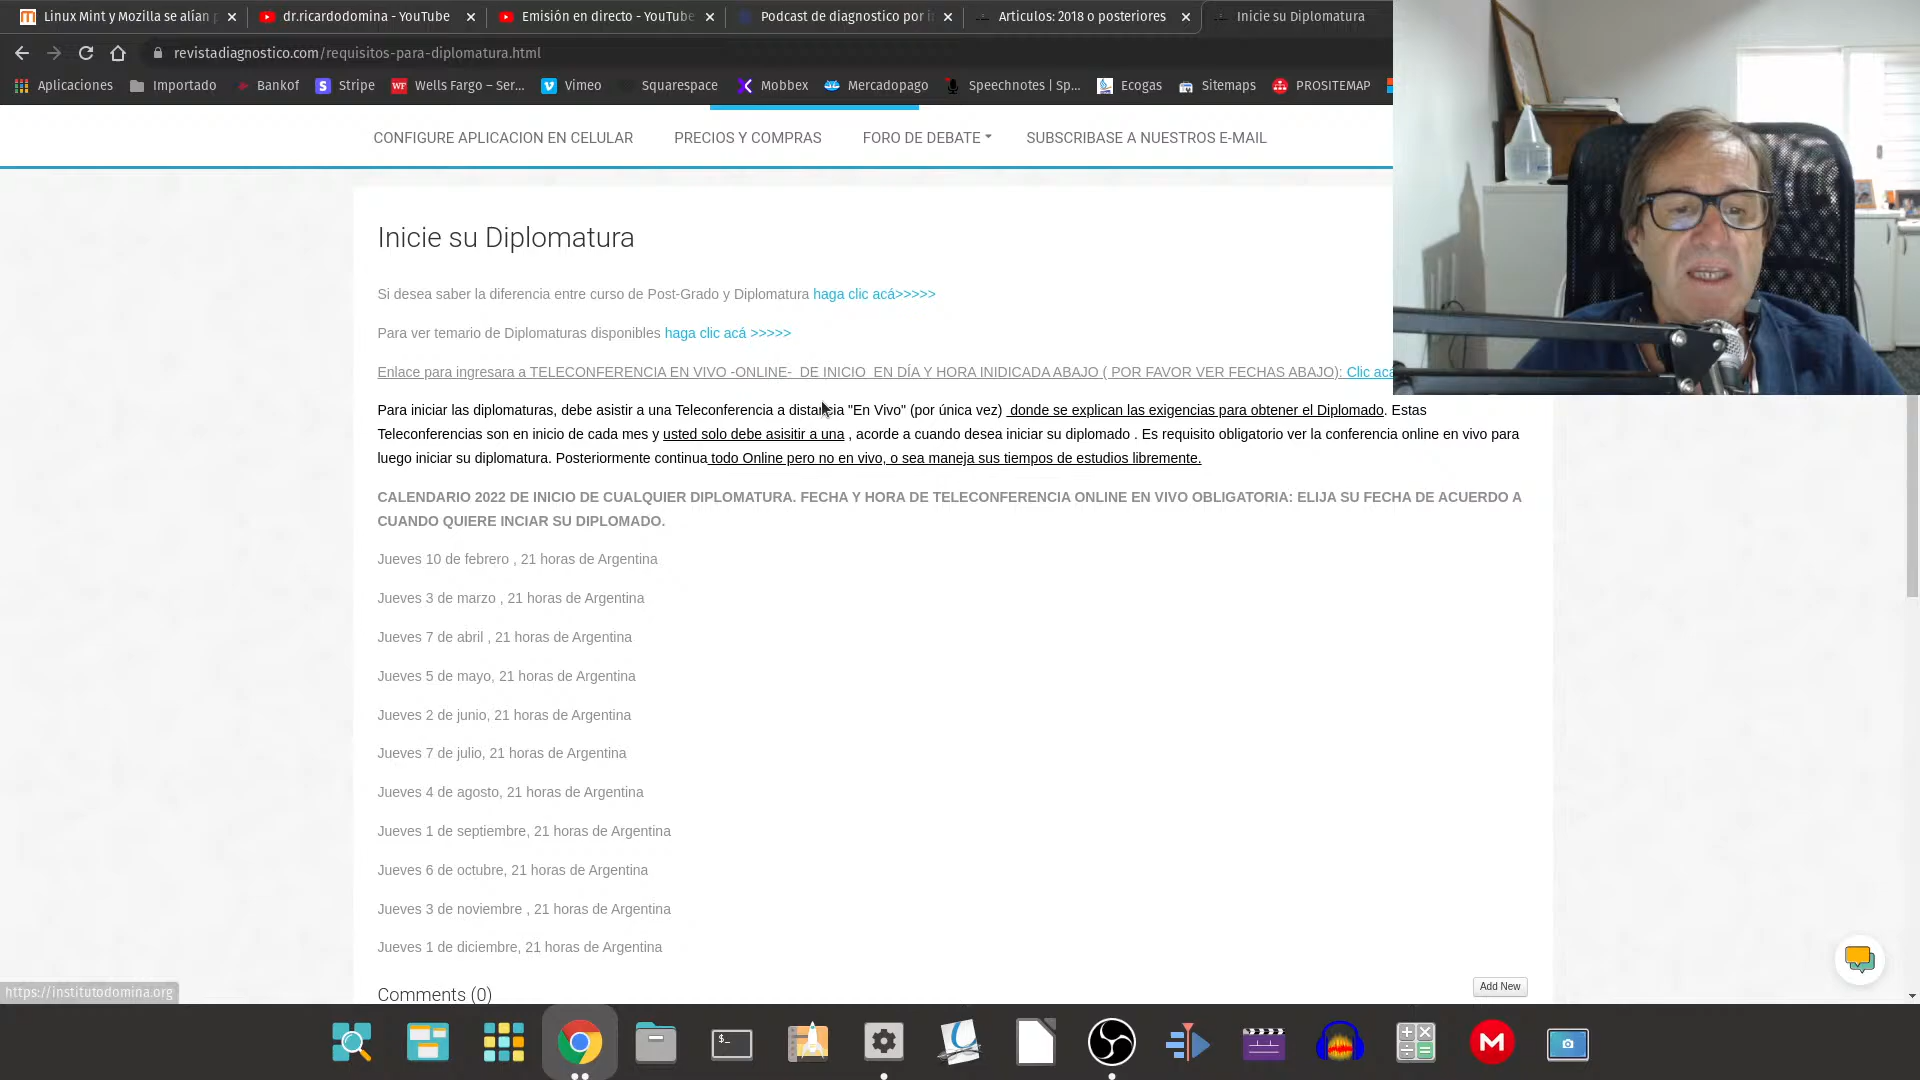 Linux Mint y Mozilla se alían
dr.ricardodomina - YouTube
Emisión en directo - YouTube
Podcast de diagnostico por i
Articulos: 2018 o posteriores
Inicie su Diplomatura
revistadiagnostico.com/requisitos-para-diplomatura.html
Aplicaciones
Importado
Bankof
Stripe
Wells Fargo – Ser...
Vimeo
Squarespace
Mobbex
Mercadopago
Speechnotes | Sp...
Ecogas
Sitemaps
PROSITEMAP
CONFIGURE APLICACION EN CELULAR
PRECIOS Y COMPRAS
FORO DE DEBATE
SUBSCRIBASE A NUESTROS E-MAIL
Inicie su Diplomatura
Si desea saber la diferencia entre curso de Post-Grado y Diplomatura haga clic acá>>>>>
Para ver temario de Diplomaturas disponibles haga clic acá >>>>>
Enlace para ingresara a TELECONFERENCIA EN VIVO -ONLINE- DE INICIO EN DÍA Y HORA INIDICADA ABAJO ( POR FAVOR VER FECHAS ABAJO): Clic acá
Para iniciar las diplomaturas, debe asistir a una Teleconferencia a distancia "En Vivo" (por única vez) donde se explican las exigencias para obtener el Diplomado. Estas
Teleconferencias son en inicio de cada mes y usted solo debe asisitir a una , acorde a cuando desea iniciar su diplomado . Es requisito obligatorio ver la conferencia online en vivo para
luego iniciar su diplomatura. Posteriormente continua todo Online pero no en vivo, o sea maneja sus tiempos de estudios libremente.
CALENDARIO 2022 DE INICIO DE CUALQUIER DIPLOMATURA. FECHA Y HORA DE TELECONFERENCIA ONLINE EN VIVO OBLIGATORIA: ELIJA SU FECHA DE ACUERDO A
CUANDO QUIERE INCIAR SU DIPLOMADO.
Jueves 10 de febrero , 21 horas de Argentina
Jueves 3 de marzo , 21 horas de Argentina
Jueves 7 de abril , 21 horas de Argentina
Jueves 5 de mayo, 21 horas de Argentina
Jueves 2 de junio, 21 horas de Argentina
Jueves 7 de julio, 21 horas de Argentina
Jueves 4 de agosto, 21 horas de Argentina
Jueves 1 de septiembre, 21 horas de Argentina
Jueves 6 de octubre, 21 horas de Argentina
Jueves 3 de noviembre , 21 horas de Argentina
Jueves 1 de diciembre, 21 horas de Argentina
https://institutodomina.org
Comments (0)
Add New